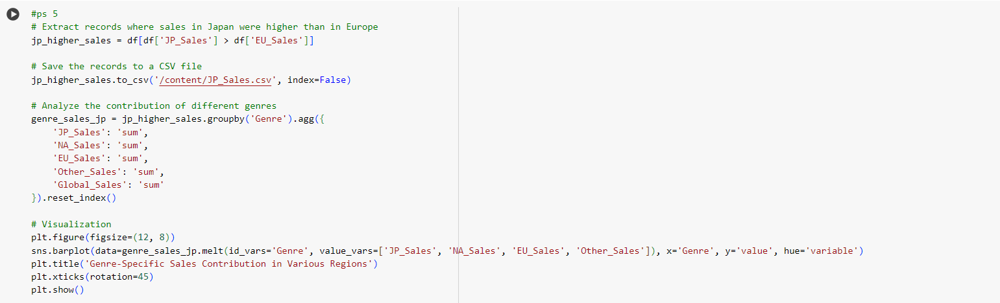 #ps 5
# Extract records where sales in Japan were higher than in Europe
jp_higher_sales = df[df['JP_Sales'] > df['EU_Sales']]

# Save the records to a CSV file
jp_higher_sales.to_csv('/content/JP_Sales.csv', index=False)

# Analyze the contribution of different genres
genre_sales_jp = jp_higher_sales.groupby('Genre').agg({
    'JP_Sales': 'sum',
    'NA_Sales': 'sum',
    'EU_Sales': 'sum',
    'Other_Sales': 'sum',
    'Global_Sales': 'sum'
}).reset_index()

# Visualization
plt.figure(figsize=(12, 8))
sns.barplot(data=genre_sales_jp.melt(id_vars='Genre', value_vars=['JP_Sales', 'NA_Sales', 'EU_Sales', 'Other_Sales']), x='Genre', y='value', hue='variable')
plt.title('Genre-Specific Sales Contribution in Various Regions')
plt.xticks(rotation=45)
plt.show()